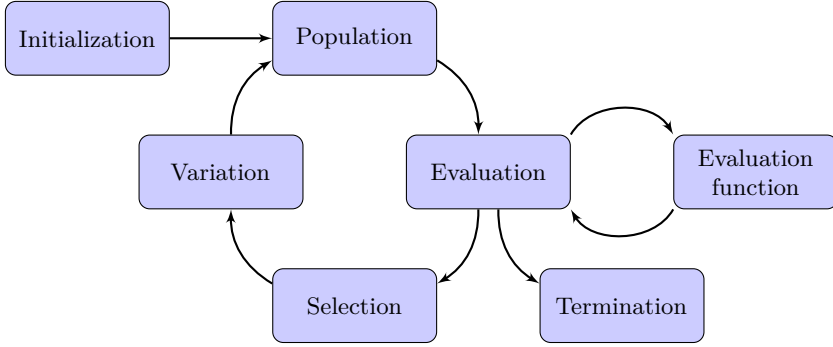 Initialization
Population
Variation
Evaluation
Evaluation
function
Selection
Termination